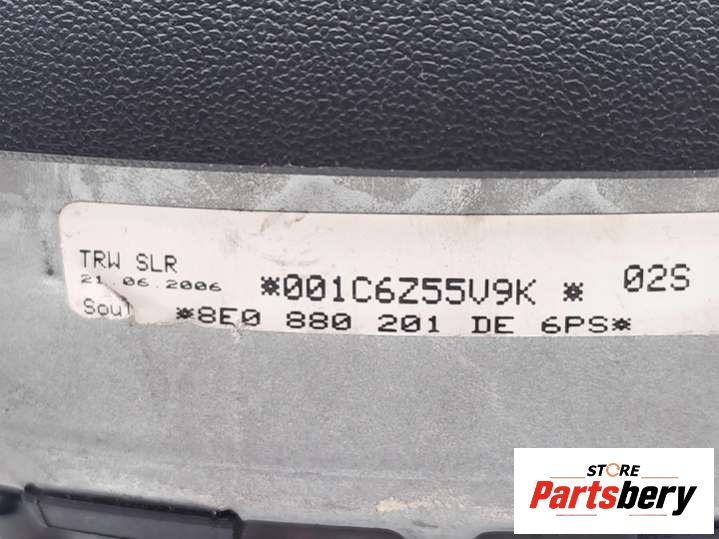 TRW SLR
21.06.2006
*001C6Z55V9K *
02S
*8E0 880 201 DE 6PS*
STORE
Partsbery